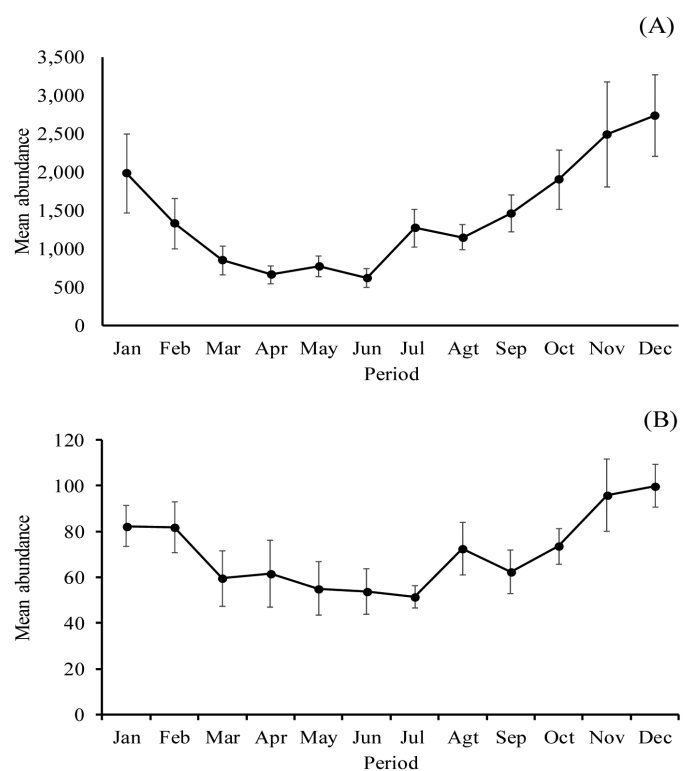 (A)
Mean abundance
3,500
3,000
2,500
2,000
1,500
1,000
500
0
Jan Feb Mar Apr May Jun Jul Agt Sep Oct Nov Dec
Period
(B)
Mean abundance
120
100
80
60
40
20
0
Jan Feb Mar Apr May Jun Jul Agt Sep Oct Nov Dec
Period